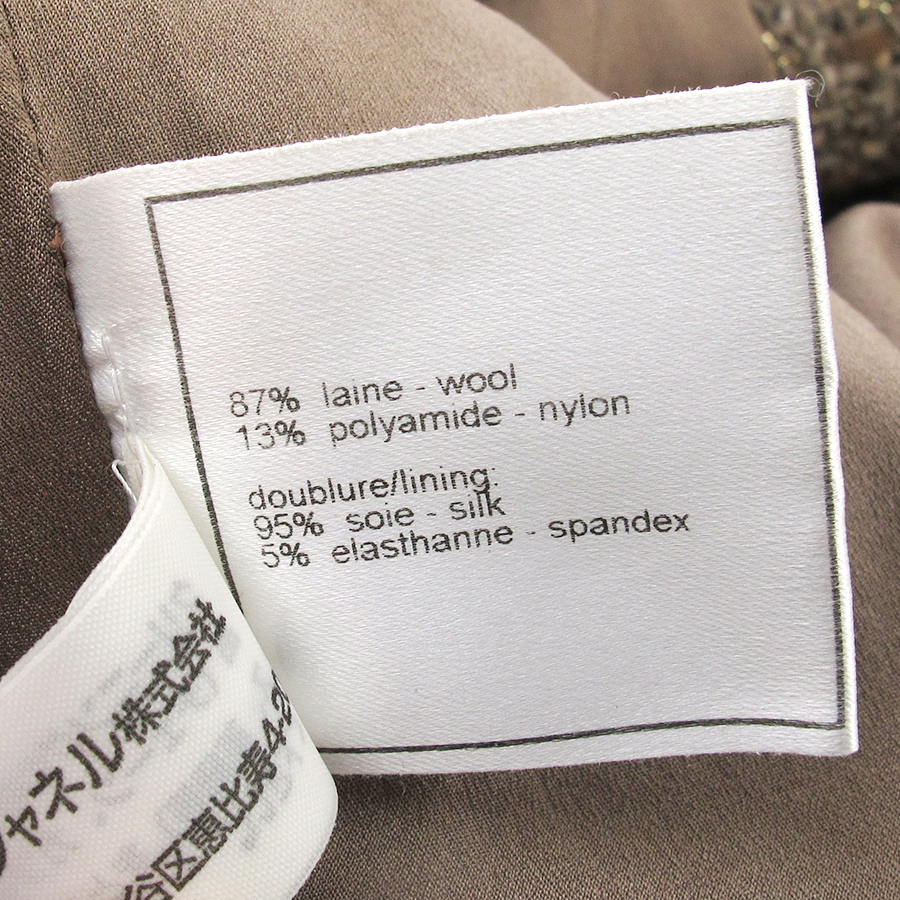 87% laine - wool
13% polyamide - nylon
doublure/lining:
95% soie - silk
5% elasthanne - spandex
ャネル株式会社
谷区恵比寿4-2